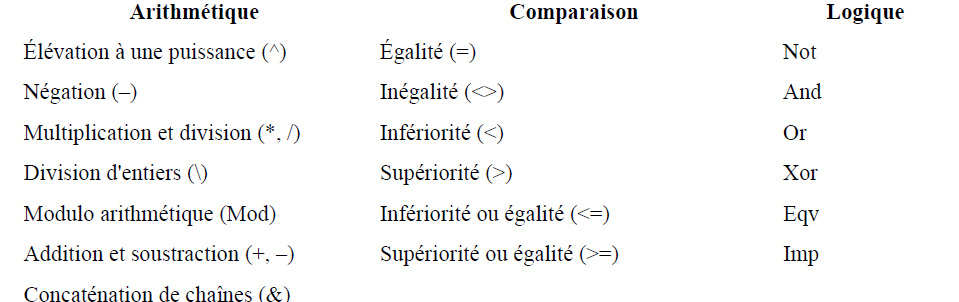 Arithmétique Comparaison Logique
Élévation à une puissance (^) Égalité (=) Not
Négation (–) Inégalité (<>) And
Multiplication et division (*, /) Infériorité (<) Or
Division d'entiers (\) Supériorité (>) Xor
Modulo arithmétique (Mod) Infériorité ou égalité (<=) Eqv
Addition et soustraction (+, –) Supériorité ou égalité (>=) Imp
Concaténation de chaînes (&)